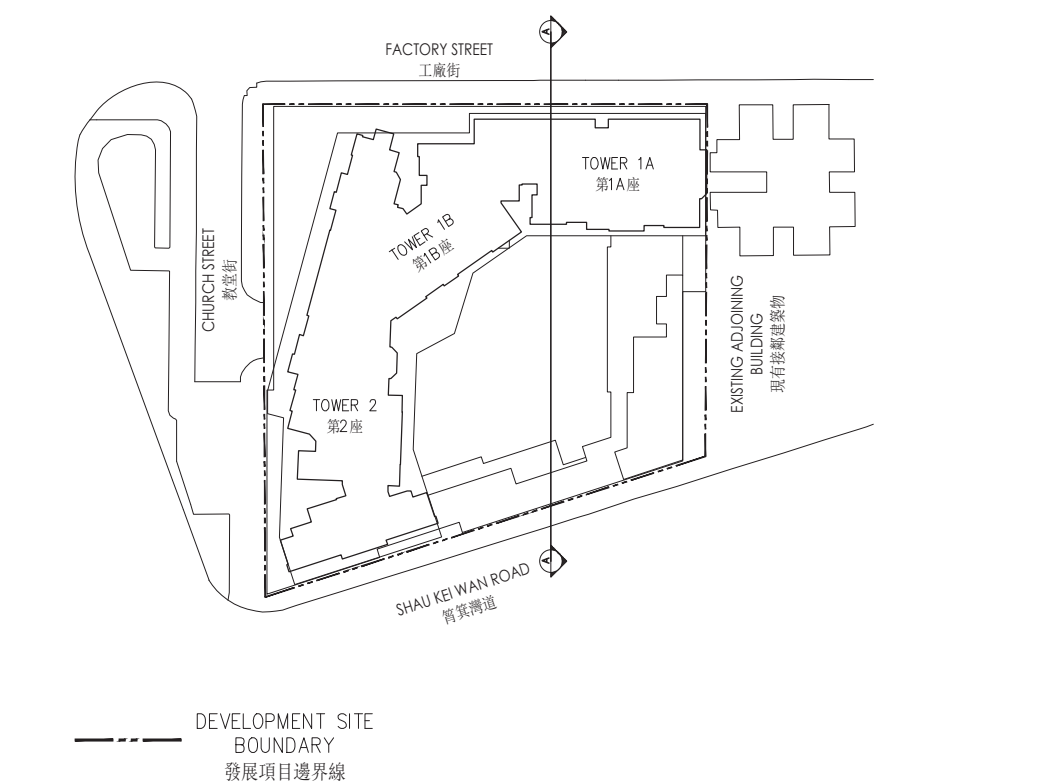 A
FACTORY STREET
工廠街
TOWER 1A
第1A座
TOWER 1B
第1B座
CHURCH STREET
教堂街
EXISTING ADJOINING
BUILDING
現有接鄰建築物
TOWER 2
第2座
A
SHAU KEI WAN ROAD
筲箕灣道
DEVELOPMENT SITE
BOUNDARY
發展項目邊界線